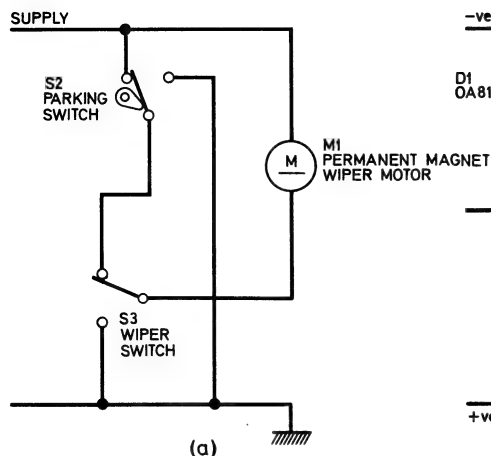 SUPPLY
S2
PARKING
SWITCH
M
M1
PERMANENT MAGNET
WIPER MOTOR
S3
WIPER
SWITCH
(a)
-ve
D1
OA81
+ve